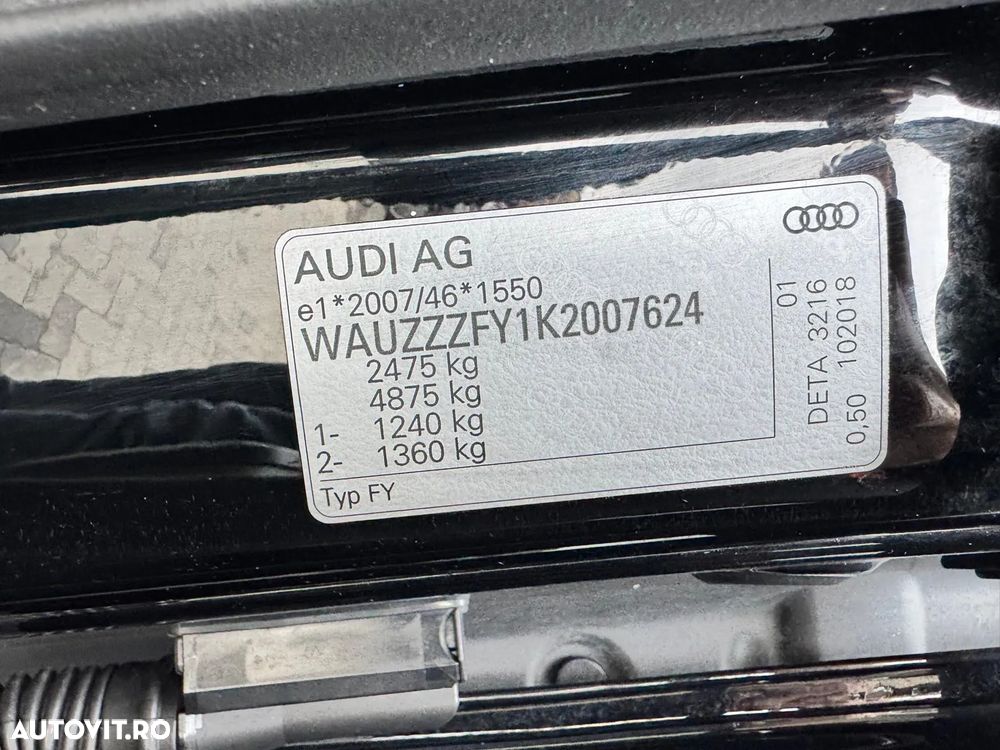 AUDI AG
e1*2007/46*1550
WAUZZZFY1K2007624
2475 kg
4875 kg
1- 1240 kg
2- 1360 kg
Typ FY
01
DETA 3216
0,50 102018
AUTOVIT.RO